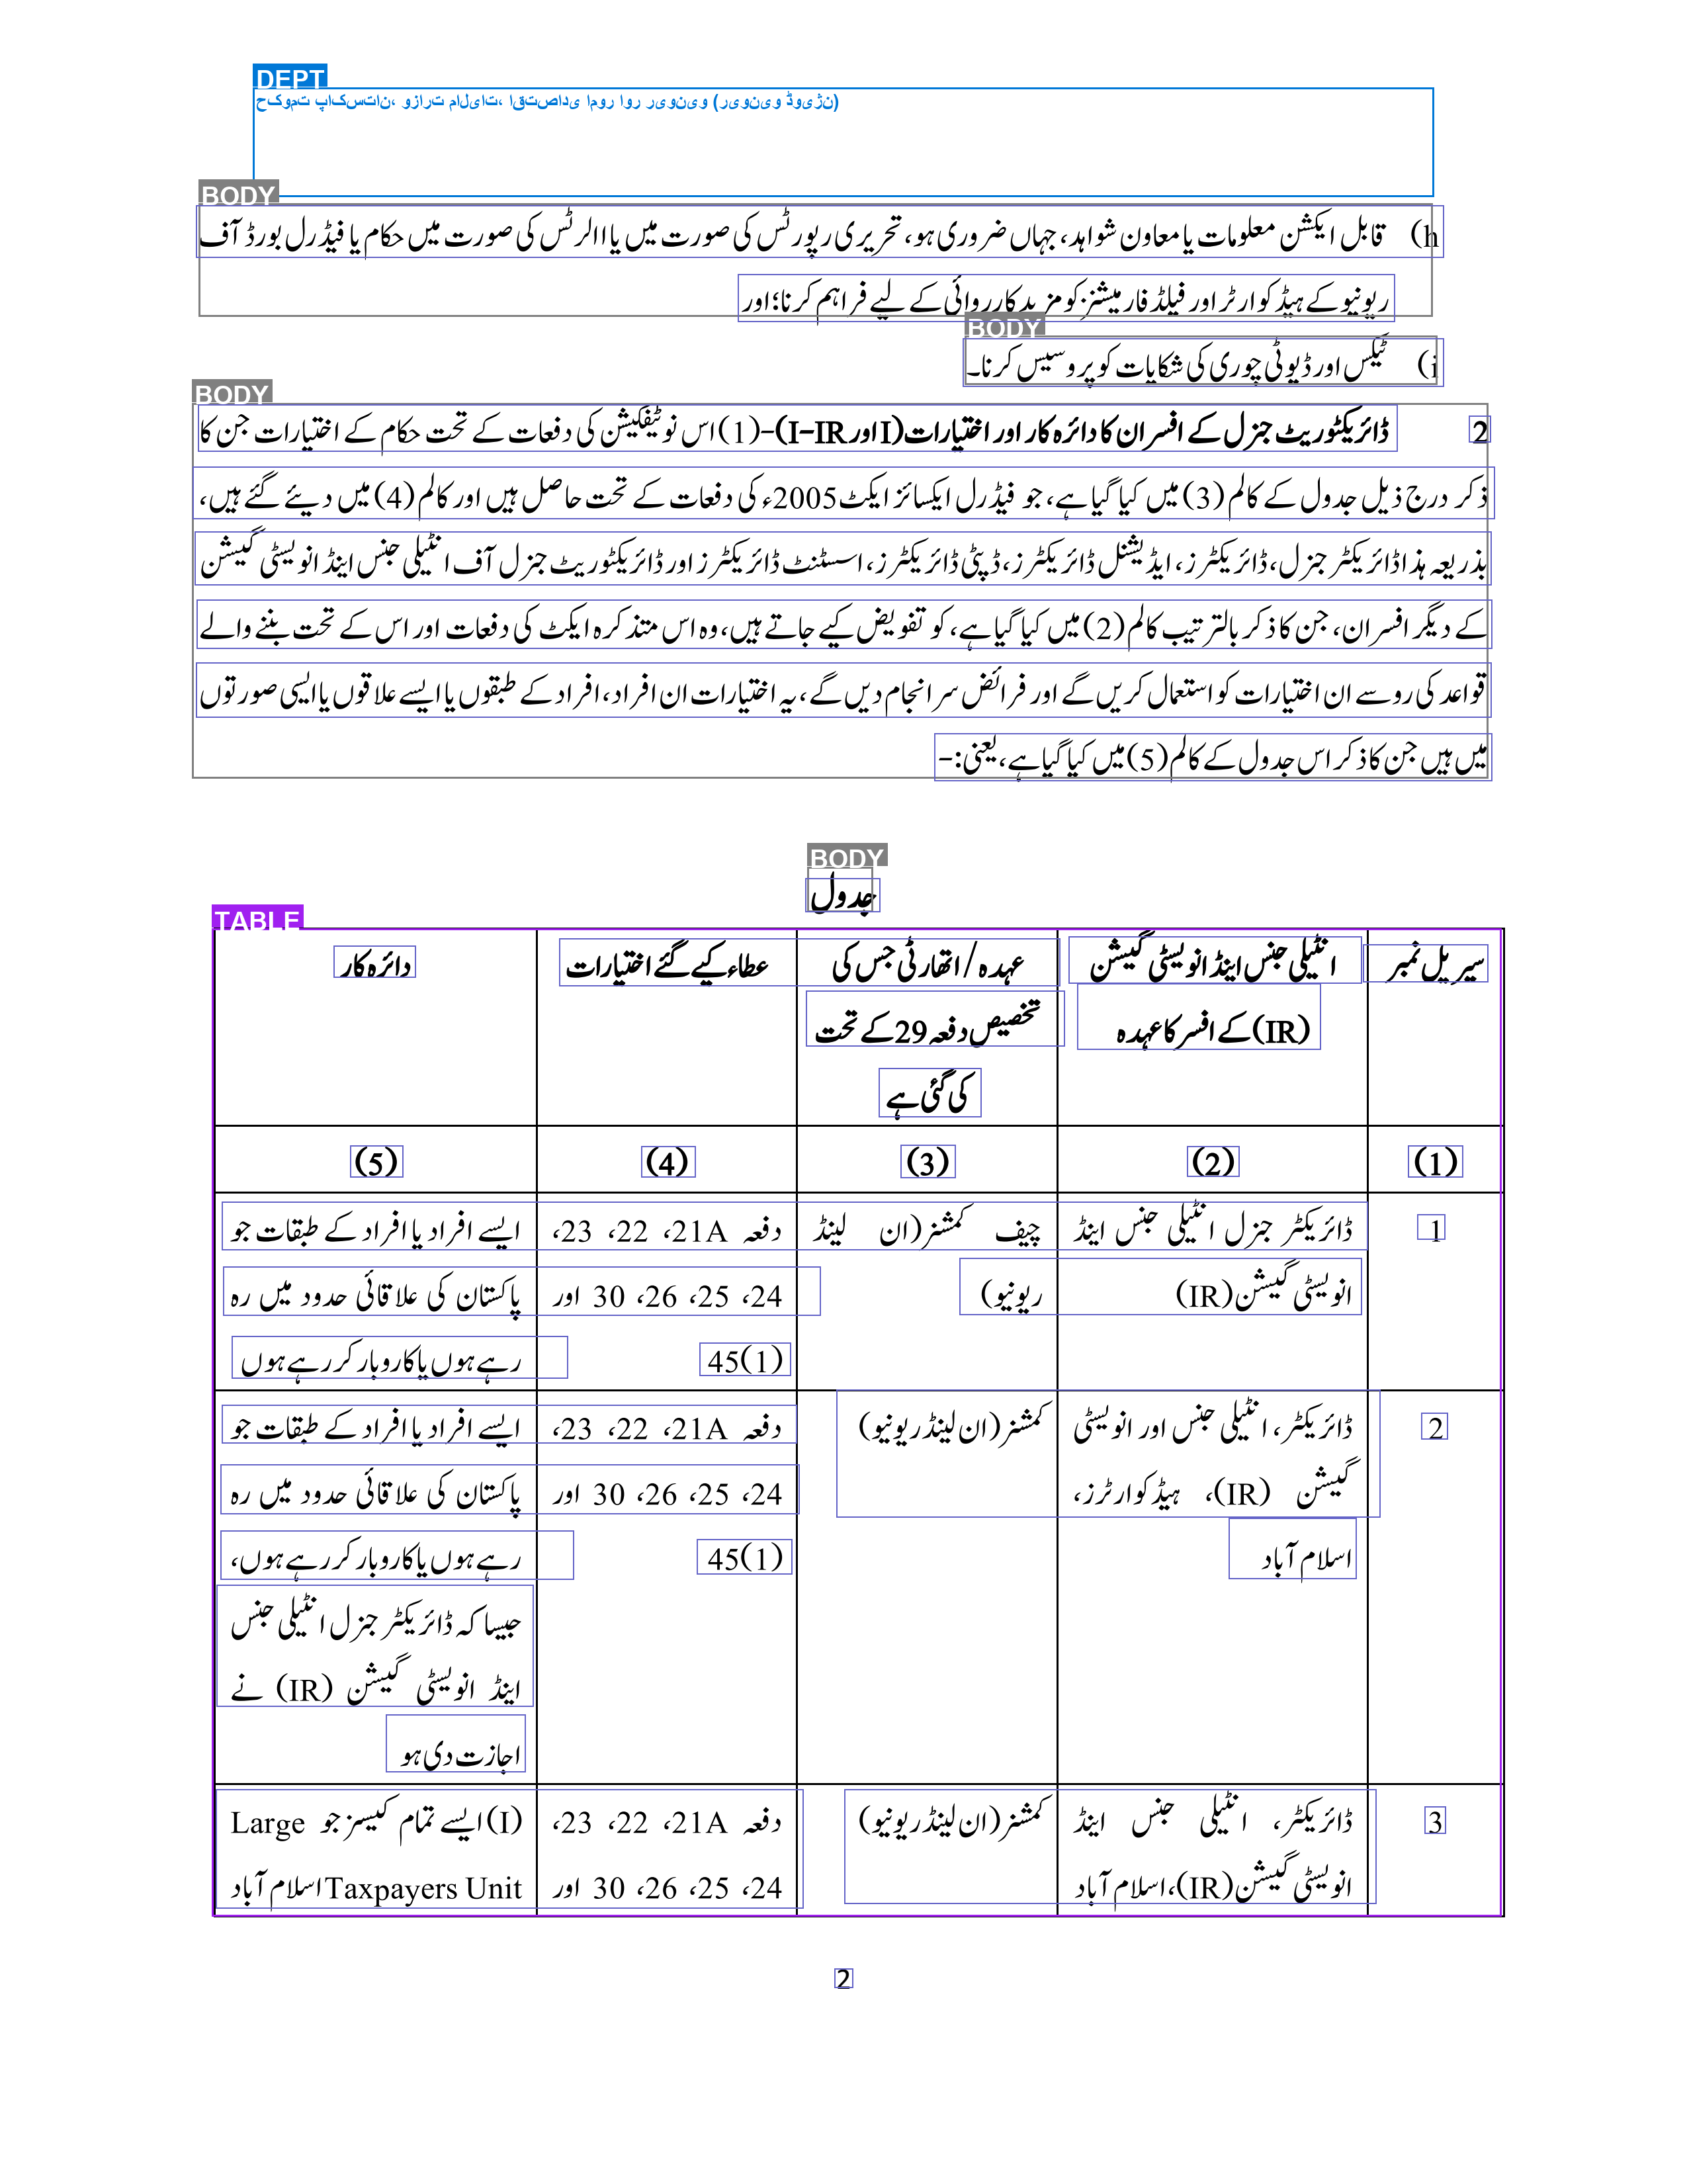 DEPT
حکومت پاکستان، وزارت مالیات، اقتصادی امور اور ریونیو (ریونیو ڈویژن)
BODY
h) قابل ایکشن معلومات یا معاون شواہد، جہاں ضروری ہو، تحریری رپورٹس کی صورت میں یا الرٹس کی صورت میں حکام یا فیڈرل بورڈ آف
ریونیو کے ہیڈ کوارٹر اور فیلڈ فارمیشنز کو مزید کارروائی کے لیے فراہم کرنا؛ اور
BODY
i) ٹیکس اور ڈیوٹی چوری کی شکایات کو پروسیس کرنا۔
BODY
2 ڈائریکٹوریٹ جنرل کے افسران کا دائرہ کار اور اختیارات (I اور I-IR)-(1) اس نوٹیفکیشن کی دفعات کے تحت حکام کے اختیارات جن کا
ذکر درج ذیل جدول کے کالم (3) میں کیا گیا ہے، جو فیڈرل ایکسائز ایکٹ 2005ء کی دفعات کے تحت حاصل ہیں اور کالم (4) میں دیئے گئے ہیں،
بذریعہ ہذا ڈائریکٹر جنرل، ڈائریکٹرز، ایڈیشنل ڈائریکٹرز، ڈپٹی ڈائریکٹرز، اسسٹنٹ ڈائریکٹرز اور ڈائریکٹوریٹ جنرل آف انٹیلی جنس اینڈ انویسٹی گیشن
کے دیگر افسران، جن کا ذکر بالترتیب کالم (2) میں کیا گیا ہے، کو تفویض کیے جاتے ہیں، وہ اس متذکرہ ایکٹ کی دفعات اور اس کے تحت بننے والے
قواعد کی رو سے ان اختیارات کو استعمال کریں گے اور فرائض سرانجام دیں گے، یہ اختیارات ان افراد، افراد کے طبقوں یا ایسے علاقوں یا ایسی صورتوں
میں ہیں جن کا ذکر اس جدول کے کالم (5) میں کیا گیا ہے، یعنی:-
BODY
جدول
TABLE
سیریل نمبر
انٹیلی جنس اینڈ انویسٹی گیشن
(IR) کے افسر کا عہدہ
عہدہ/اتھارٹی جس کی
تخصیص دفعہ 29 کے تحت
کی گئی ہے
عطاء کیے گئے اختیارات
دائرہ کار
(1) (2) (3) (4) (5)
1
ڈائریکٹر جنرل انٹیلی جنس اینڈ
انویسٹی گیشن (IR)
چیف کمشنر (ان لینڈ
ریونیو)
دفعہ 21A، 22، 23،
24، 25، 26، 30 اور
45(1)
ایسے افراد یا افراد کے طبقات جو
پاکستان کی علاقائی حدود میں رہ
رہے ہوں یا کاروبار کر رہے ہوں
2
ڈائریکٹر، انٹیلی جنس اور انویسٹی
گیشن (IR)، ہیڈ کوارٹرز،
اسلام آباد
کمشنر (ان لینڈ ریونیو)
دفعہ 21A، 22، 23،
24، 25، 26، 30 اور
45(1)
ایسے افراد یا افراد کے طبقات جو
پاکستان کی علاقائی حدود میں رہ
رہے ہوں یا کاروبار کر رہے ہوں،
جیسا کہ ڈائریکٹر جنرل انٹیلی جنس
اینڈ انویسٹی گیشن (IR) نے
اجازت دی ہو
3
ڈائریکٹر، انٹیلی جنس اینڈ
انویسٹی گیشن (IR)، اسلام آباد
کمشنر (ان لینڈ ریونیو)
دفعہ 21A، 22، 23،
24، 25، 26، 30 اور
(I) ایسے تمام کیسز جو Large
Taxpayers Unit اسلام آباد
2